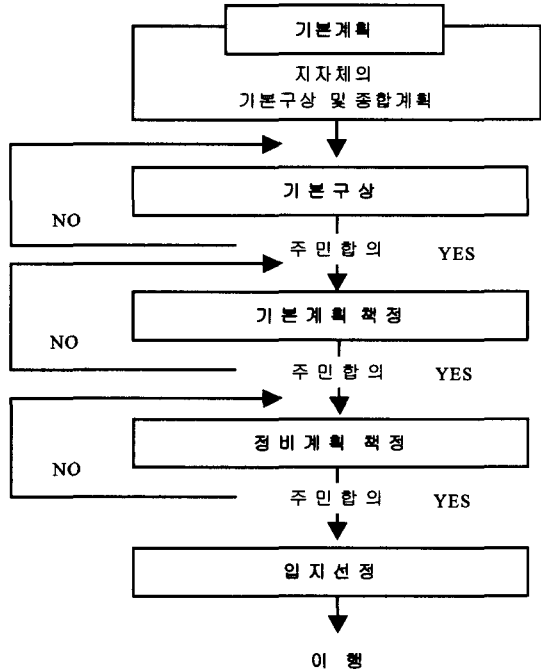 기본계획
지자체의
기본구상 및 종합계획
기본구상
NO
주민합의 YES
기본계획 책정
NO
주민합의 YES
정비계획 책정
NO
주민합의 YES
입지선정
이 행